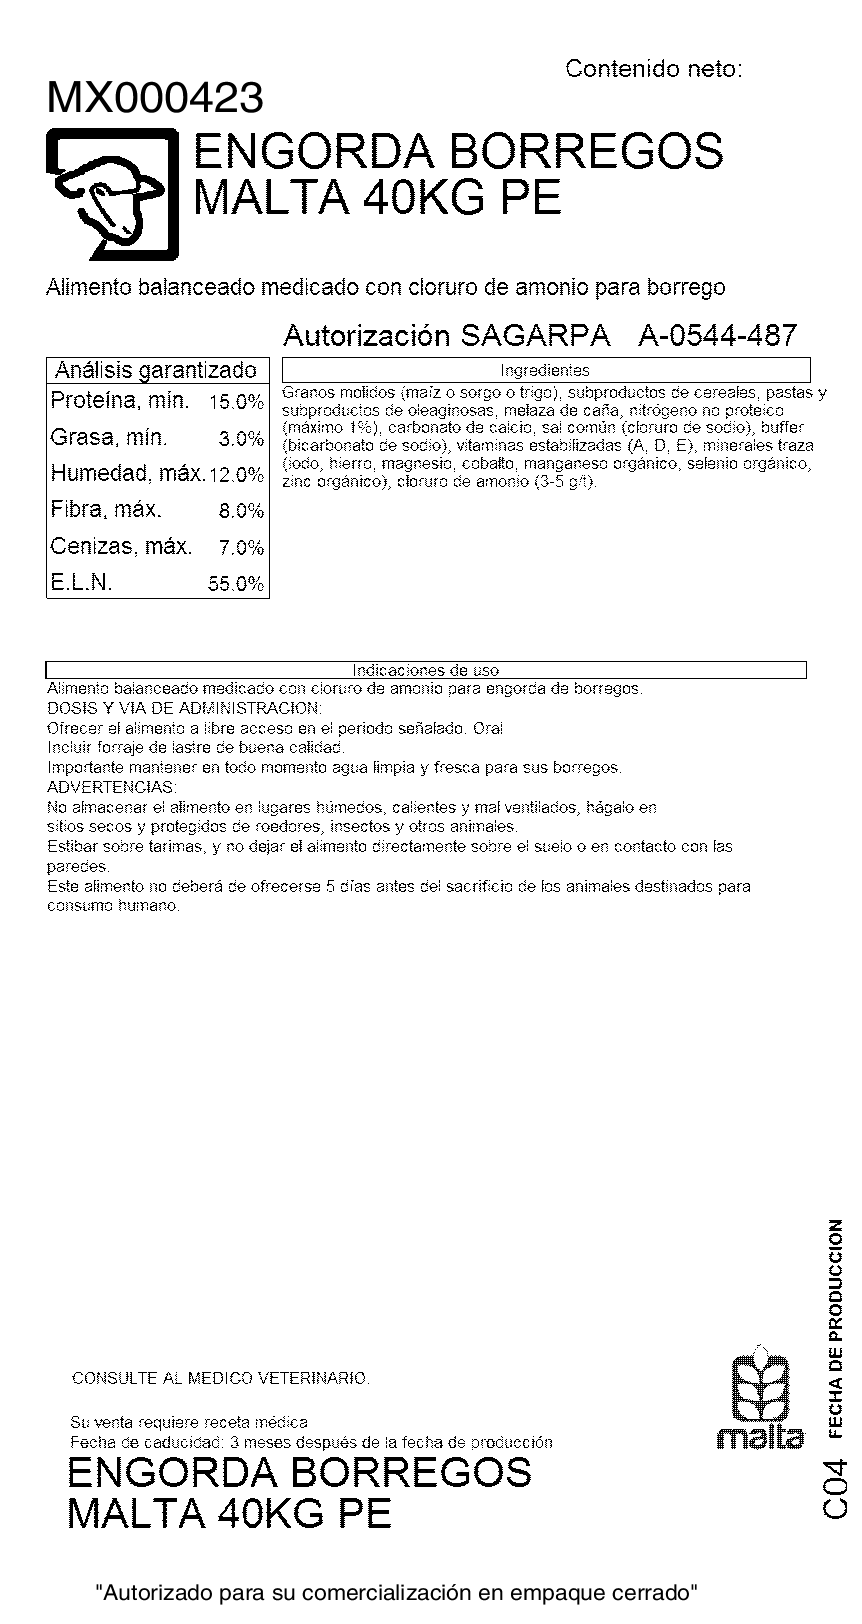 Contenido neto:
MX000423
ENGORDA BORREGOS
MALTA 40KG PE
Alimento balanceado medicado con cloruro de amonio para borrego
Autorización SAGARPA A-0544-487
Análisis garantizado
Proteína, mín. 15.0%
Grasa, mín. 3.0%
Humedad, máx. 12.0%
Fibra, máx. 8.0%
Cenizas, máx. 7.0%
E.L.N. 55.0%
Ingredientes
Granos molidos (maíz o sorgo o trigo), subproductos de cereales, pastas y
subproductos de oleaginosas, melaza de caña, nitrógeno no proteico
(máximo 1%), carbonato de calcio, sal común (cloruro de sodio), buffer
(bicarbonato de sodio), vitaminas estabilizadas (A, D, E), minerales traza
(iodo, hierro, magnesio, cobalto, manganeso orgánico, selenio orgánico,
zinc orgánico), cloruro de amonio (3-5 g/t).
Indicaciones de uso
Alimento balanceado medicado con cloruro de amonio para engorda de borregos.
DOSIS Y VIA DE ADMINISTRACION:
Ofrecer el alimento a libre acceso en el periodo señalado. Oral
Incluir forraje de lastre de buena calidad.
Importante mantener en todo momento agua limpia y fresca para sus borregos.
ADVERTENCIAS:
No almacenar el alimento en lugares húmedos, calientes y mal ventilados, hágalo en
sitios secos y protegidos de roedores, insectos y otros animales.
Estibar sobre tarimas, y no dejar el alimento directamente sobre el suelo o en contacto con las
paredes.
Este alimento no deberá de ofrecerse 5 días antes del sacrificio de los animales destinados para
consumo humano.
CONSULTE AL MEDICO VETERINARIO.
Su venta requiere receta médica
Fecha de caducidad: 3 meses después de la fecha de producción
ENGORDA BORREGOS
MALTA 40KG PE
malta
C04 FECHA DE PRODUCCION
"Autorizado para su comercialización en empaque cerrado"